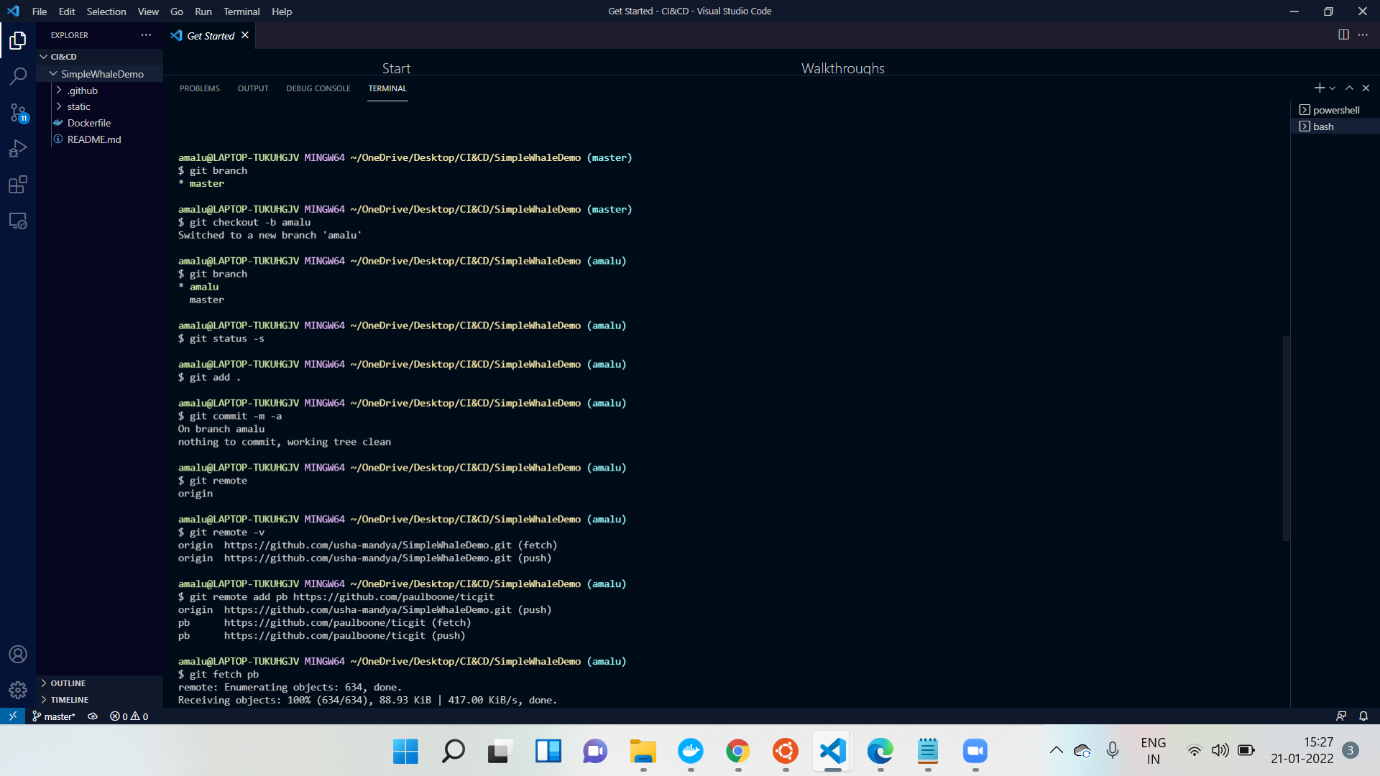 File Edit Selection View Go Run Terminal Help
Get Started - CI&CD - Visual Studio Code
EXPLORER
Get Started
CI&CD
SimpleWhaleDemo
.github
static
Dockerfile
README.md
11
Start
Walkthroughs
PROBLEMS OUTPUT DEBUG CONSOLE TERMINAL
powershell
bash
amalu@LAPTOP-TUKUHGJV MINGW64 ~/OneDrive/Desktop/CI&CD/SimpleWhaleDemo (master)
$ git branch
* master
amalu@LAPTOP-TUKUHGJV MINGW64 ~/OneDrive/Desktop/CI&CD/SimpleWhaleDemo (master)
$ git checkout -b amalu
Switched to a new branch 'amalu'
amalu@LAPTOP-TUKUHGJV MINGW64 ~/OneDrive/Desktop/CI&CD/SimpleWhaleDemo (amalu)
$ git branch
* amalu
master
amalu@LAPTOP-TUKUHGJV MINGW64 ~/OneDrive/Desktop/CI&CD/SimpleWhaleDemo (amalu)
$ git status -s
amalu@LAPTOP-TUKUHGJV MINGW64 ~/OneDrive/Desktop/CI&CD/SimpleWhaleDemo (amalu)
$ git add .
amalu@LAPTOP-TUKUHGJV MINGW64 ~/OneDrive/Desktop/CI&CD/SimpleWhaleDemo (amalu)
$ git commit -m -a
On branch amalu
nothing to commit, working tree clean
amalu@LAPTOP-TUKUHGJV MINGW64 ~/OneDrive/Desktop/CI&CD/SimpleWhaleDemo (amalu)
$ git remote
origin
amalu@LAPTOP-TUKUHGJV MINGW64 ~/OneDrive/Desktop/CI&CD/SimpleWhaleDemo (amalu)
$ git remote -v
origin https://github.com/usha-mandya/SimpleWhaleDemo.git (fetch)
origin https://github.com/usha-mandya/SimpleWhaleDemo.git (push)
amalu@LAPTOP-TUKUHGJV MINGW64 ~/OneDrive/Desktop/CI&CD/SimpleWhaleDemo (amalu)
$ git remote add pb https://github.com/paulboone/ticgit
origin https://github.com/usha-mandya/SimpleWhaleDemo.git (push)
pb https://github.com/paulboone/ticgit (fetch)
pb https://github.com/paulboone/ticgit (push)
amalu@LAPTOP-TUKUHGJV MINGW64 ~/OneDrive/Desktop/CI&CD/SimpleWhaleDemo (amalu)
$ git fetch pb
remote: Enumerating objects: 634, done.
Receiving objects: 100% (634/634), 88.93 KiB | 417.00 KiB/s, done.
OUTLINE
TIMELINE
master* 0 0
ENG
IN
15:27
21-01-2022
3